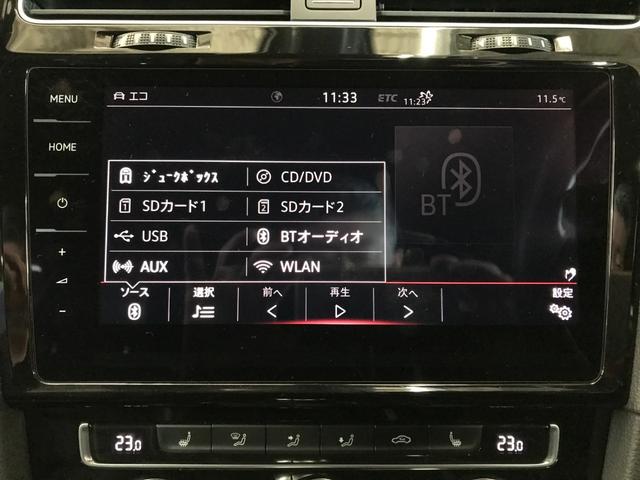 MENU
HOME
エコ
11:33
ETC
11:23
11.5℃
ｼﾞｭｰｸﾎﾞｯｸｽ
CD/DVD
SDカード1
SDカード2
USB
BTオーディオ
AUX
WLAN
BT
ソース
選択
前へ
再生
次へ
設定
+
-
1
2
23.0
23.0